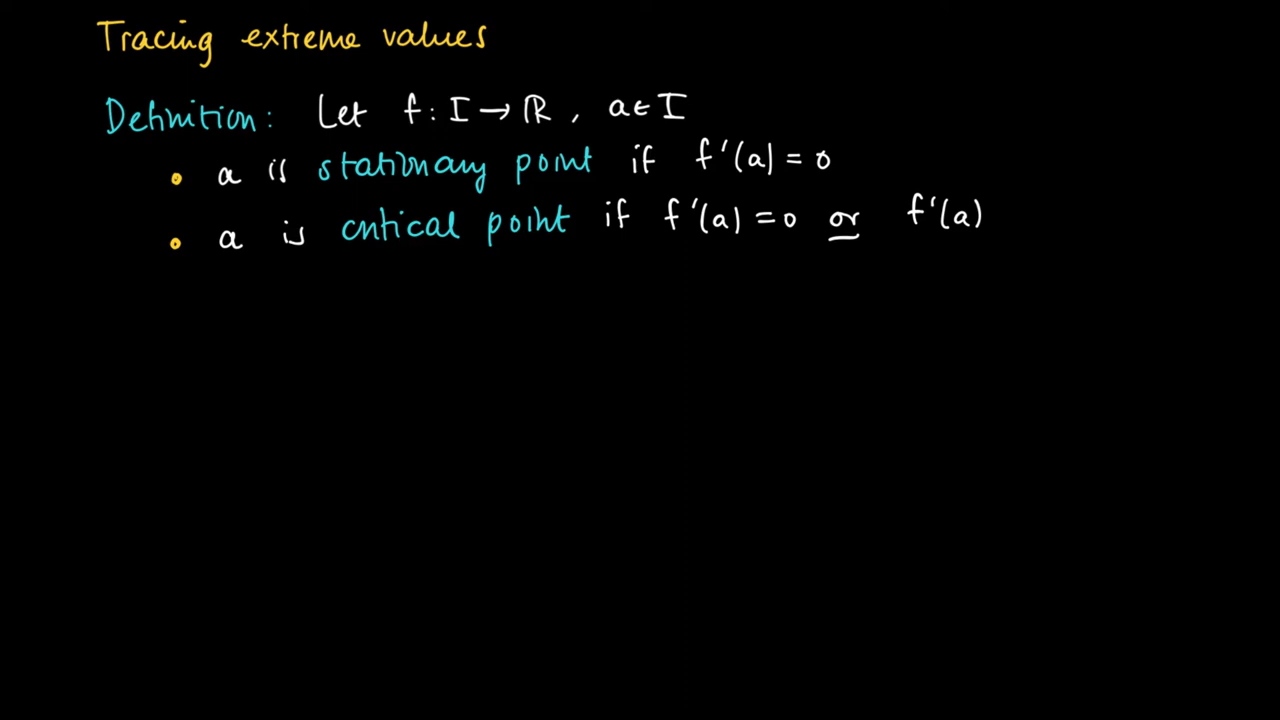 Tracing extreme values
Definition: Let f: I → ℝ, a ∈ I
• a is stationary point if f'(a) = 0
• a is critical point if f'(a) = 0 or f'(a)